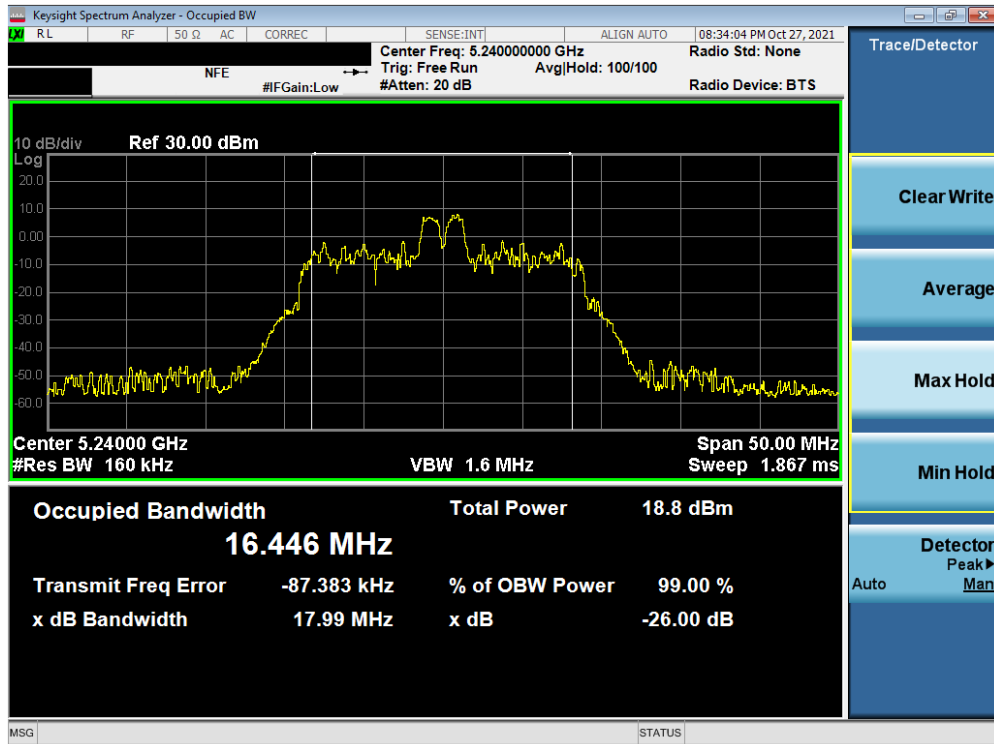 Keysight Spectrum Analyzer - Occupied BW
LXI RL RF 50 Ω AC CORREC SENSE:INT ALIGN AUTO 08:34:04 PM Oct 27, 2021
Center Freq: 5.240000000 GHz Radio Std: None
NFE Trig: Free Run Avg|Hold: 100/100
#IFGain:Low #Atten: 20 dB Radio Device: BTS
10 dB/div Ref 30.00 dBm
Log
20.0
10.0
0.00
-10.0
-20.0
-30.0
-40.0
-50.0
-60.0
Center 5.24000 GHz Span 50.00 MHz
#Res BW 160 kHz VBW 1.6 MHz Sweep 1.867 ms
Occupied Bandwidth Total Power 18.8 dBm
16.446 MHz
Transmit Freq Error -87.383 kHz % of OBW Power 99.00 %
x dB Bandwidth 17.99 MHz x dB -26.00 dB
MSG STATUS
Trace/Detector
Clear Write
Average
Max Hold
Min Hold
Detector
Peak▶
Auto Man